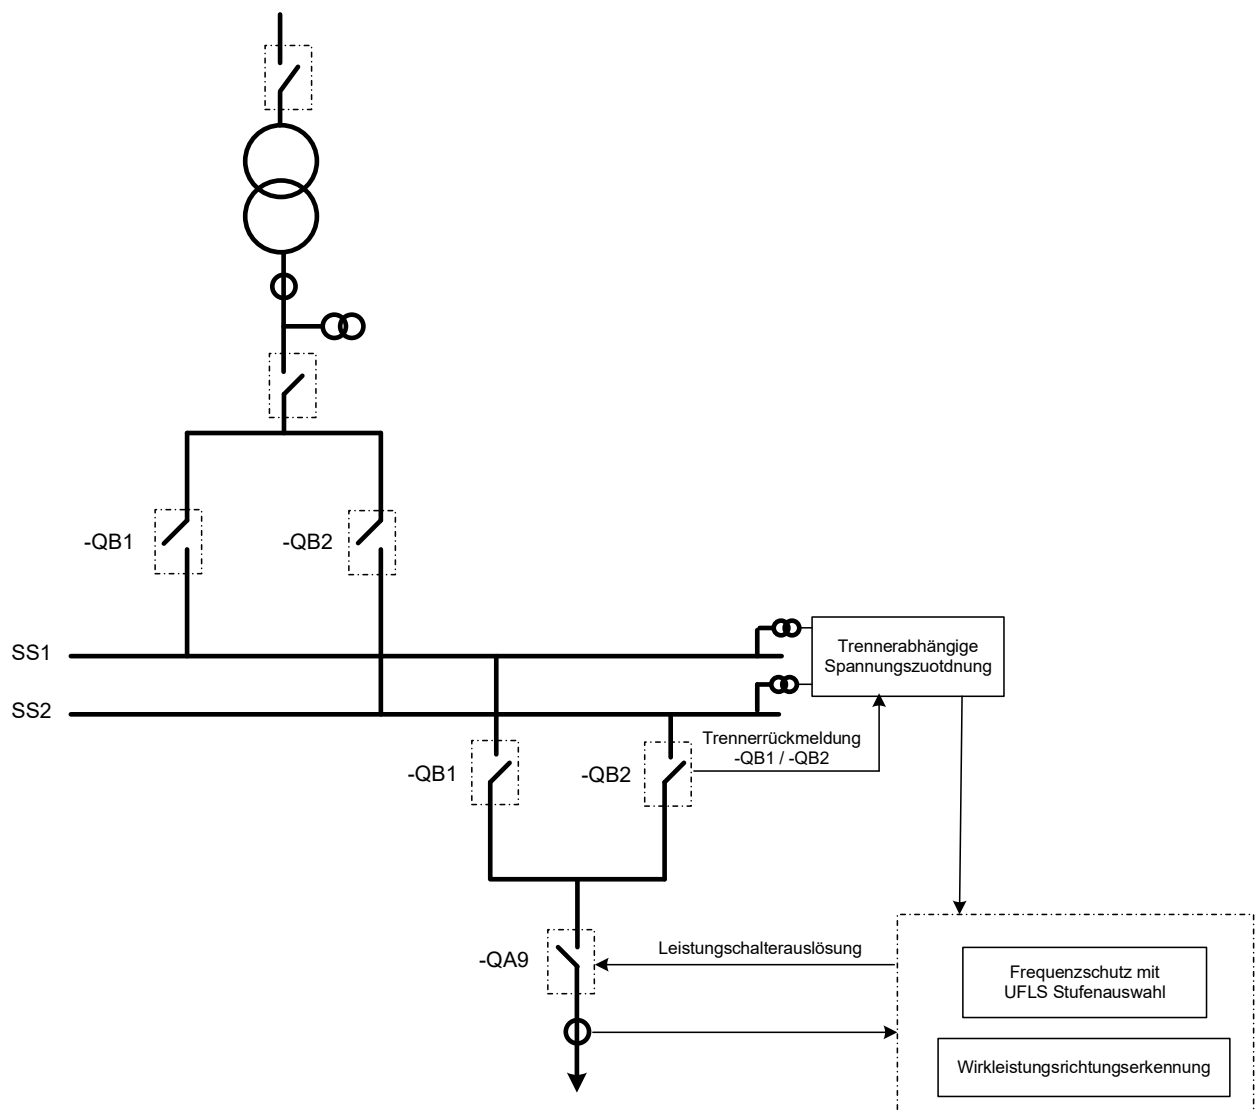 -QB1
-QB2
SS1
Trennerabhängige
Spannungszuotdnung
SS2
Trennerrückmeldung
-QB1 / -QB2
-QB1
-QB2
-QA9
Leistungschalterauslösung
Frequenzschutz mit
UFLS Stufenauswahl
Wirkleistungsrichtungserkennung